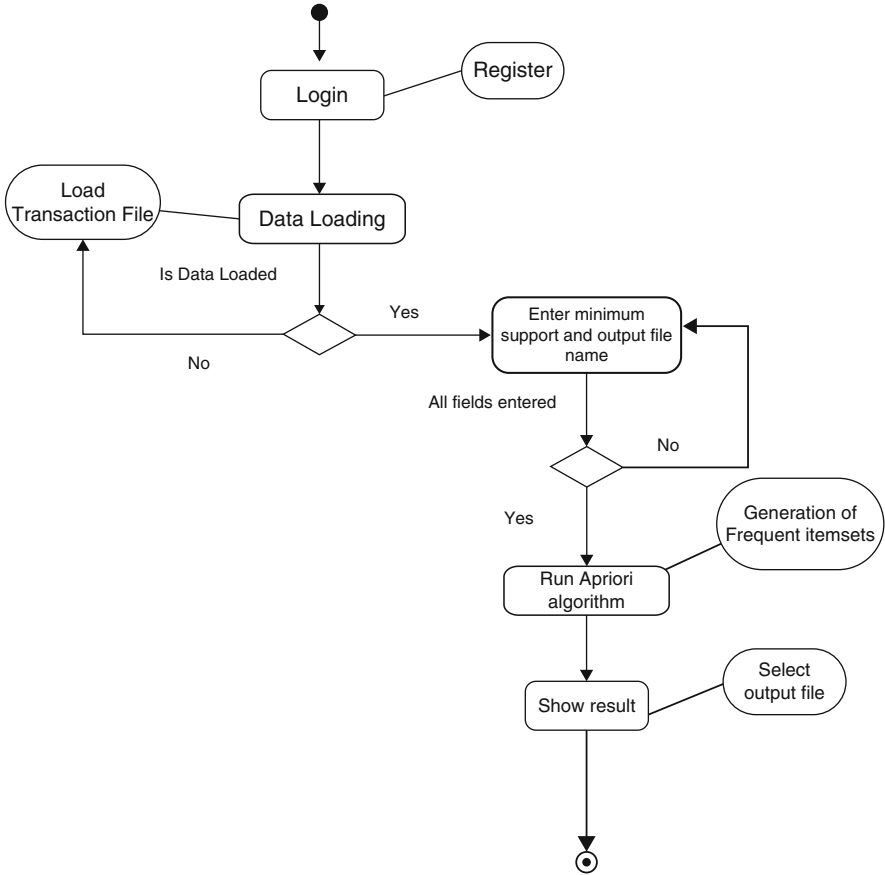 Register
Login
Load
Transaction File
Data Loading
Is Data Loaded
Yes
No
Enter minimum
support and output file
name
All fields entered
No
Yes
Generation of
Frequent itemsets
Run Apriori
algorithm
Select
output file
Show result